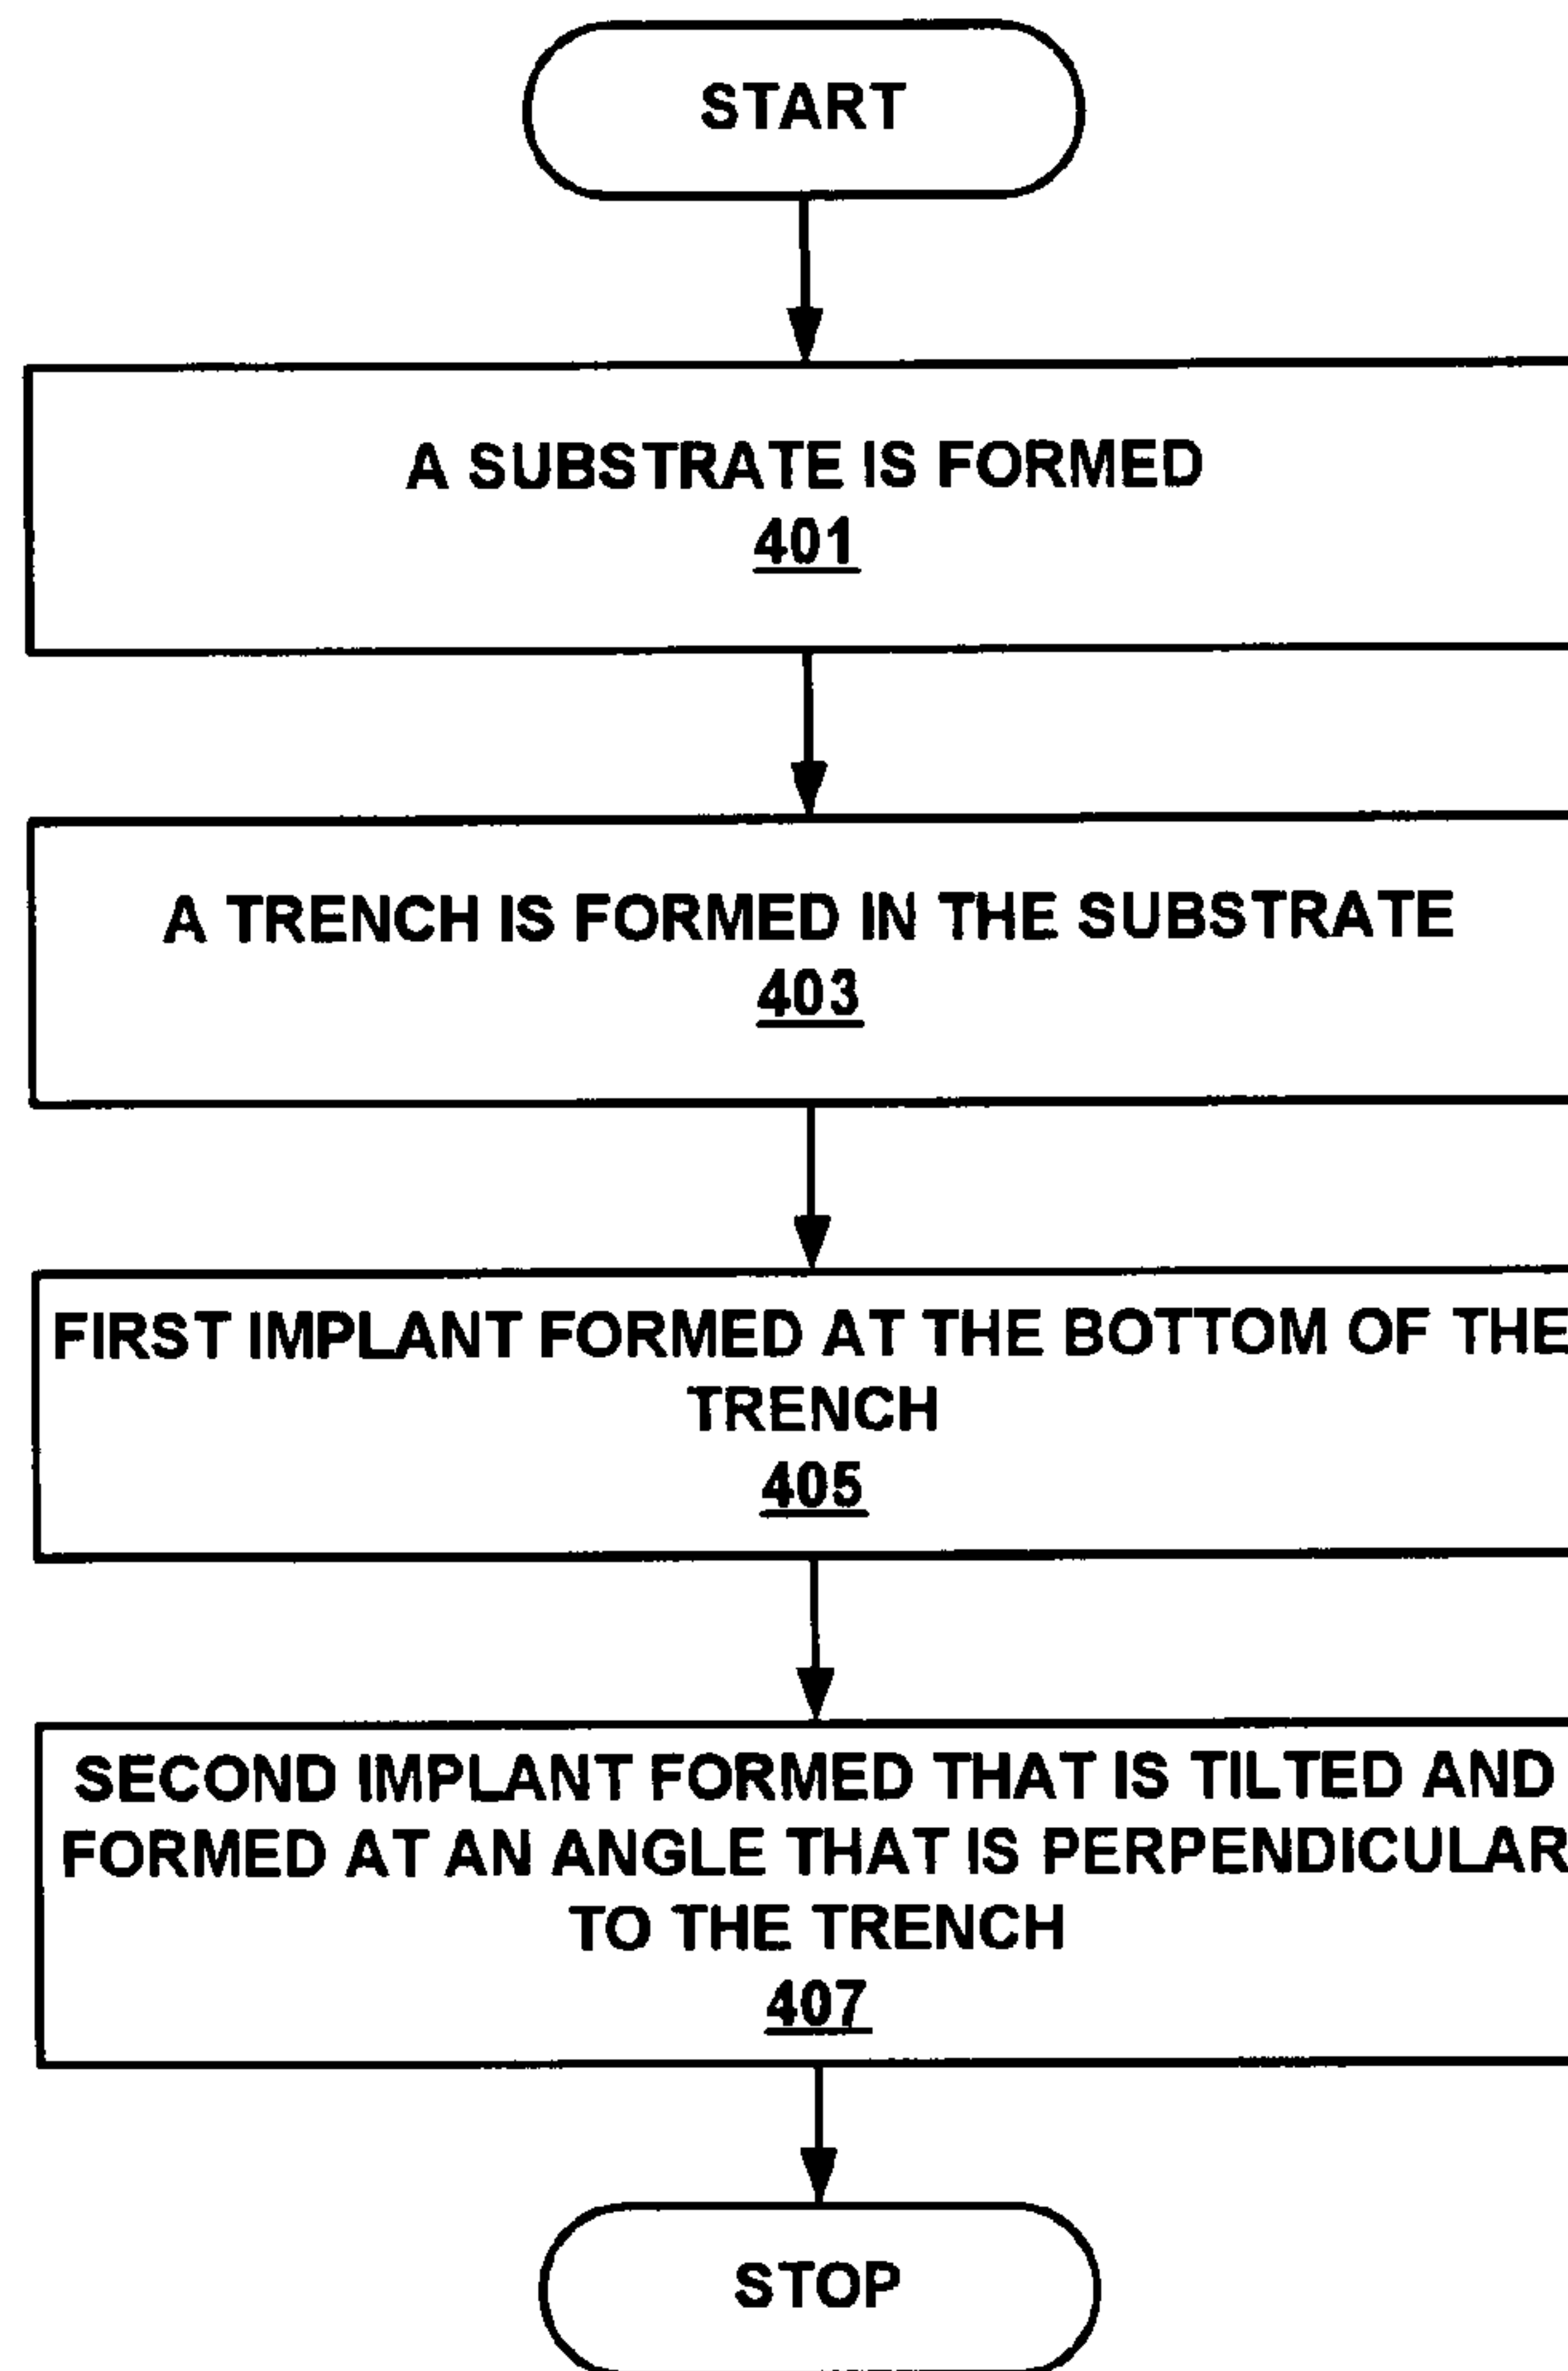 START
A SUBSTRATE IS FORMED
401
A TRENCH IS FORMED IN THE SUBSTRATE
403
FIRST IMPLANT FORMED AT THE BOTTOM OF THE
TRENCH
405
SECOND IMPLANT FORMED THAT IS TILTED AND
FORMED AT AN ANGLE THAT IS PERPENDICULAR
TO THE TRENCH
407
STOP